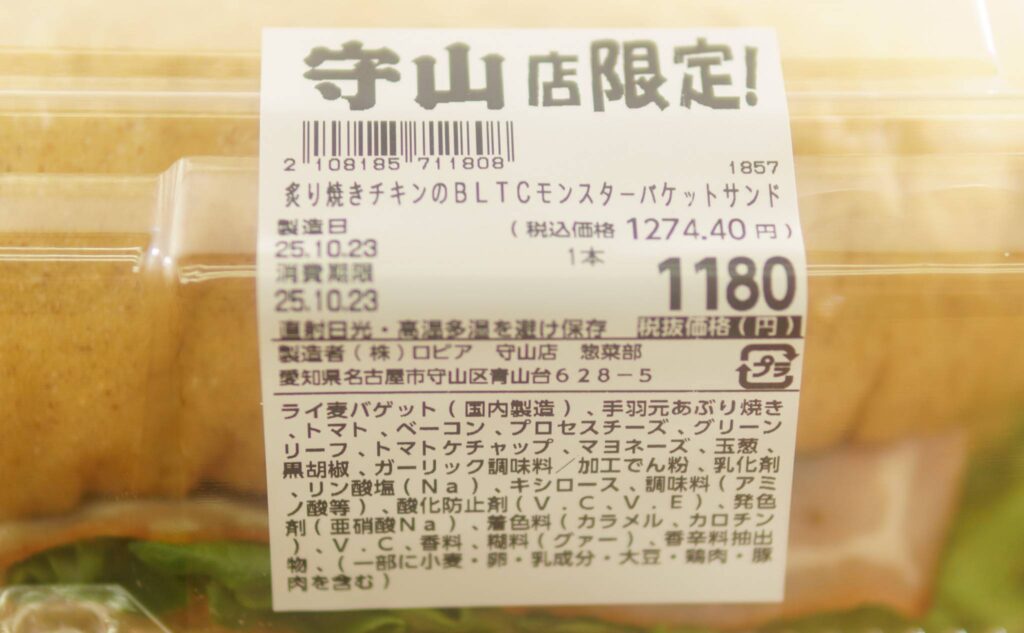 守山店限定!
2 108185 711808
1857
炙り焼きチキンのBLTCモンスターバケットサンド
製造日 (税込価格 1274.40円)
25.10.23 1本
消費期限 1180
25.10.23
直射日光・高温多湿を避け保存 税抜価格(円)
製造者(株)ロピア 守山店 惣菜部
愛知県名古屋市守山区青山台628-5
プラ
ライ麦バゲット(国内製造)、手羽元あぶり焼き
、トマト、ベーコン、プロセスチーズ、グリーン
リーフ、トマトケチャップ、マヨネーズ、玉葱、
黒胡椒、ガーリック調味料/加工でん粉、乳化剤
、リン酸塩(Na)、キシロース、調味料(アミ
ノ酸等)、酸化防止剤(V.C、V.E)、発色
剤(亜硝酸Na)、着色料(カラメル、カロチン
)、V.C、香料、糊料(グァー)、香辛料抽出
物、(一部に小麦・卵・乳成分・大豆・鶏肉・豚
肉を含む)